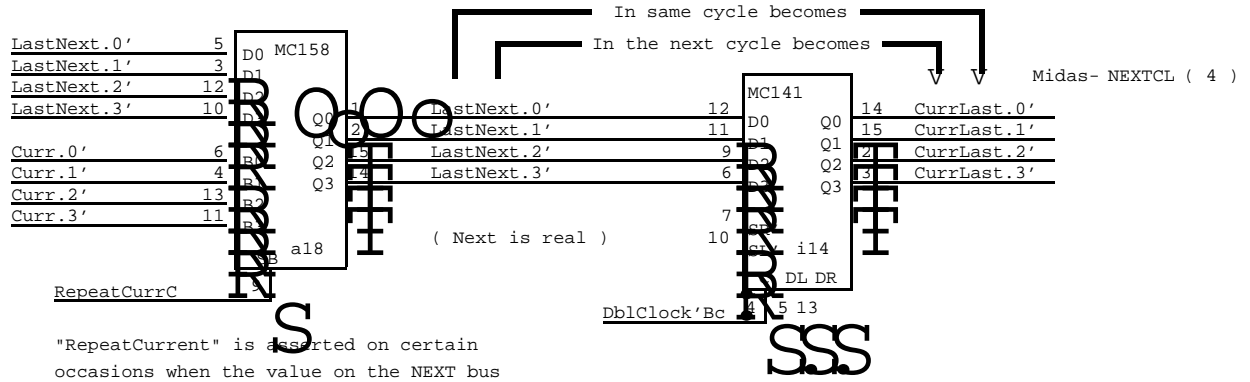 In same cycle becomes
In the next cycle becomes
V V
Midas- NEXTCL ( 4 )
LastNext.0' 5 D0 MC158
LastNext.1' 3 D1
LastNext.2' 12
LastNext.3' 10
Curr.0' 6
Curr.1' 4
Curr.2' 13
Curr.3' 11
Q0 1
Q1 2
Q2 15
Q3 14
a18
9
RepeatCurrC
S
LastNext.0' 12 D0 MC141
LastNext.1' 11 D1
LastNext.2' 9
LastNext.3' 6
7
10
( Next is real )
Q0 14 CurrLast.0'
Q1 15 CurrLast.1'
Q2 2 CurrLast.2'
Q3 3 CurrLast.3'
i14
DL DR
DblClock'Bc 4 5 13
S S S
"RepeatCurrent" is asserted on certain
occasions when the value on the NEXT bus